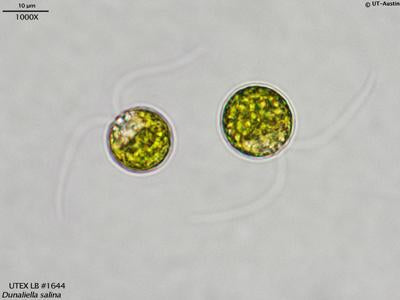 10 µm
1000X
© UT-Austin
UTEX LB #1644
Dunaliella salina